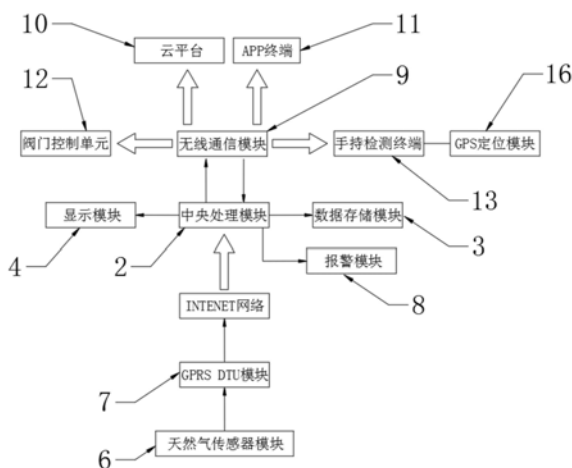 10
云平台
APP终端
11
12
9
16
阀门控制单元
无线通信模块
手持检测终端
GPS定位模块
13
显示模块
中央处理模块
数据存储模块
4
2
3
报警模块
8
INTENET网络
GPRS DTU模块
7
天然气传感器模块
6